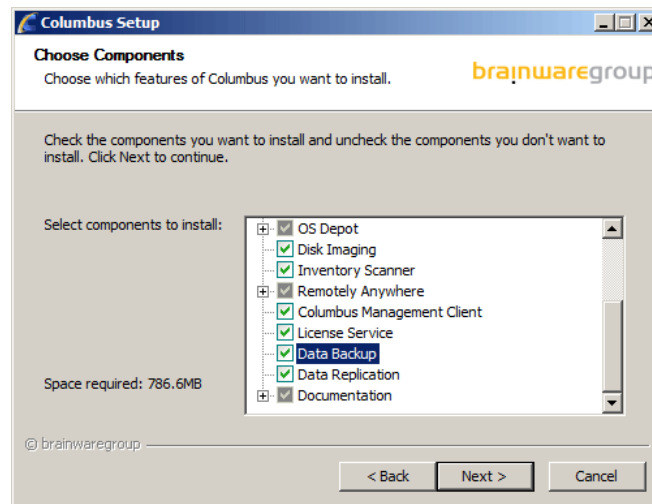 Columbus Setup
Choose Components
Choose which features of Columbus you want to install.
brainwaregroup
Check the components you want to install and uncheck the components you don't want to
install. Click Next to continue.
Select components to install:
OS Depot
Disk Imaging
Inventory Scanner
Remotely Anywhere
Columbus Management Client
License Service
Data Backup
Data Replication
Documentation
Space required: 786.6MB
© brainwaregroup
< Back
Next >
Cancel